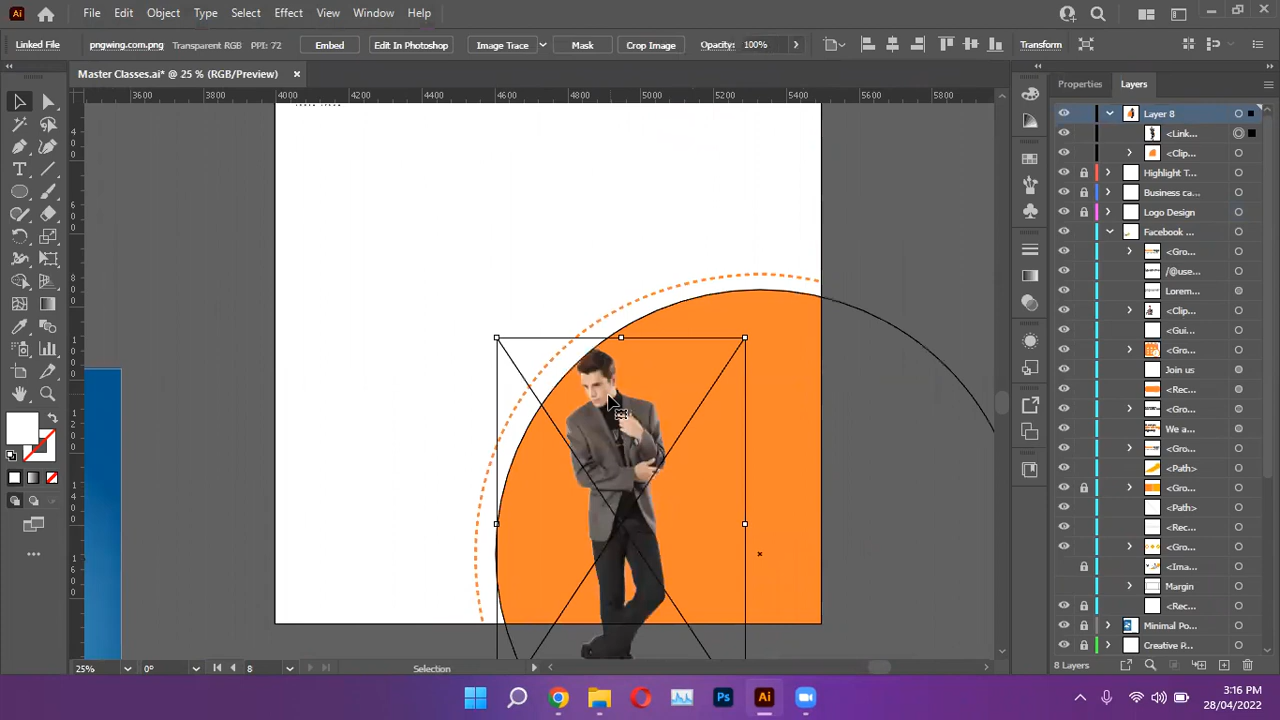 Ai File Edit Object Type Select Effect View Window Help
Linked File pngwing.com.png Transparent RGB PPI: 72 Embed Edit In Photoshop Image Trace Mask Crop Image Opacity: 100% Transform
Master Classes.ai* @ 25 % (RGB/Preview) ×
Properties Layers
3600 3800 4000 4200 4400 4600 4800 5000 5200 5400 5600 5800
Layer 8
<Link...
<Clip...
Highlight T...
Business ca...
Logo Design
Facebook ...
<Gro...
/@use...
Lorem...
<Clip...
<Gui...
<Gro...
Join us
<Rec...
<Gro...
We a...
<Gro...
<Path>
<Gro...
<Path>
<Rec...
<Gro...
<Ima...
Margin
<Rec...
Minimal Po...
Creative R...
25% 0° 8 Selection
8 Layers
Ps Ai
3:16 PM
28/04/2022